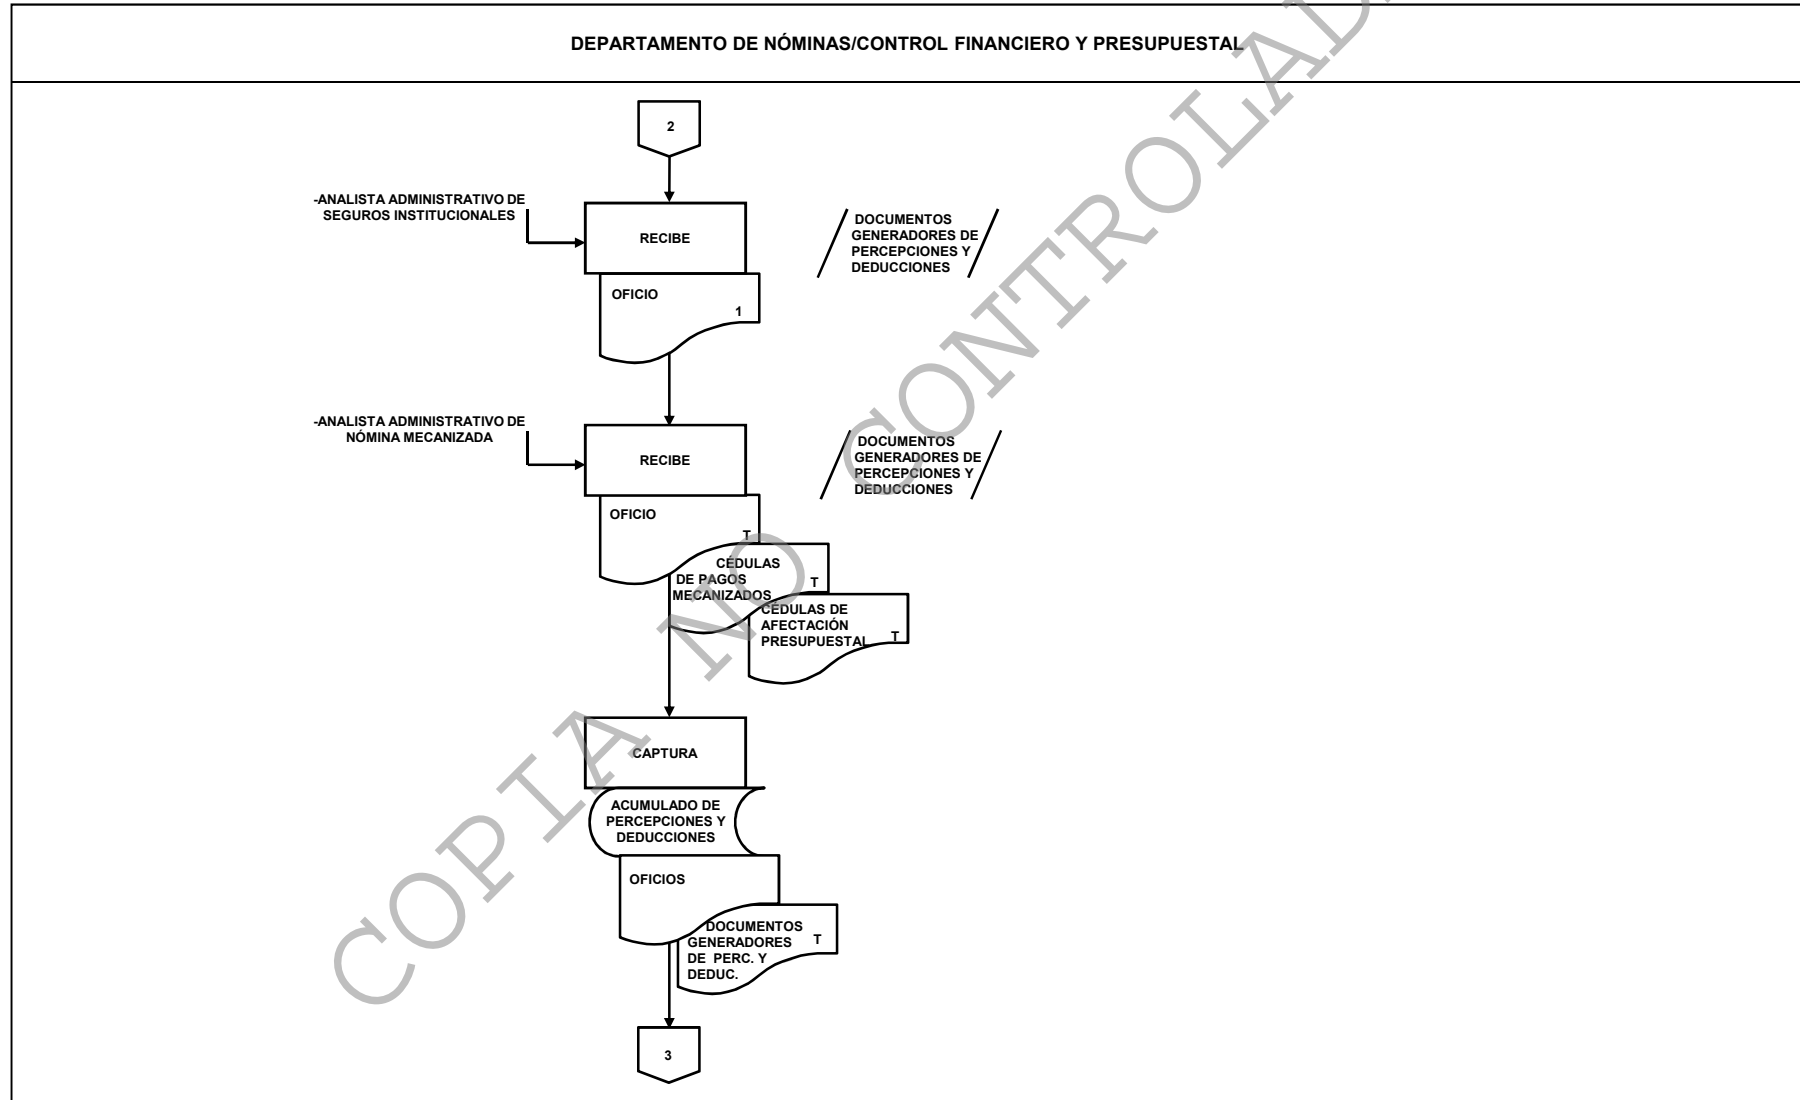 DEPARTAMENTO DE NÓMINAS/CONTROL FINANCIERO Y PRESUPUESTAL
2
-ANALISTA ADMINISTRATIVO DE
SEGUROS INSTITUCIONALES
RECIBE
DOCUMENTOS
GENERADORES DE
PERCEPCIONES Y
DEDUCCIONES
OFICIO
1
-ANALISTA ADMINISTRATIVO DE
NÓMINA MECANIZADA
RECIBE
DOCUMENTOS
GENERADORES DE
PERCEPCIONES Y
DEDUCCIONES
OFICIO
T
CÉDULAS
DE PAGOS
MECANIZADOS
T
CÉDULAS DE
AFECTACIÓN
PRESUPUESTAL
T
CAPTURA
ACUMULADO DE
PERCEPCIONES Y
DEDUCCIONES
OFICIOS
DOCUMENTOS
GENERADORES
DE PERC. Y
DEDUC.
T
3
COPIA NO CONTROLAD